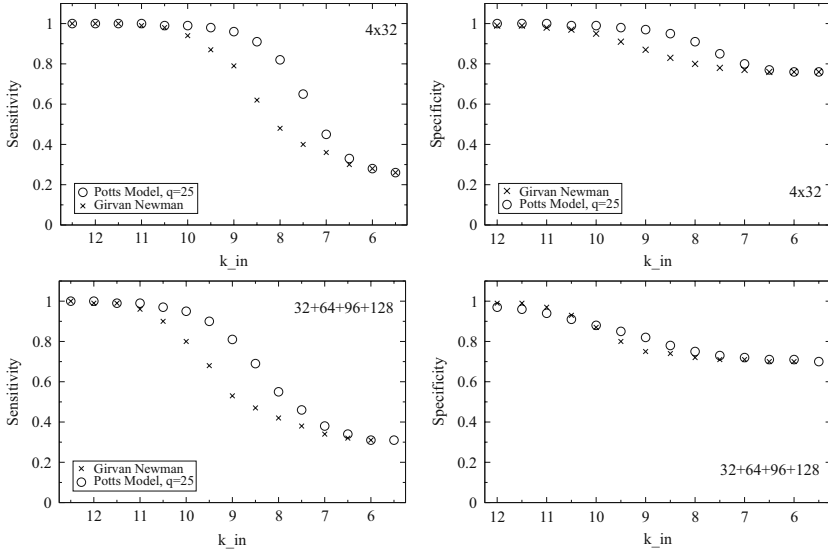 1
0.8
0.6
0.4
0.2
0
Sensitivity
4x32
Potts Model, q=25
Girvan Newman
12 11 10 9 8 7 6
k_in
1
0.8
0.6
0.4
0.2
0
Specificity
Girvan Newman
Potts Model, q=25
4x32
12 11 10 9 8 7 6
k_in
1
0.8
0.6
0.4
0.2
0
Sensitivity
32+64+96+128
Girvan Newman
Potts Model, q=25
12 11 10 9 8 7 6
k_in
1
0.8
0.6
0.4
0.2
0
Specificity
32+64+96+128
12 11 10 9 8 7 6
k_in